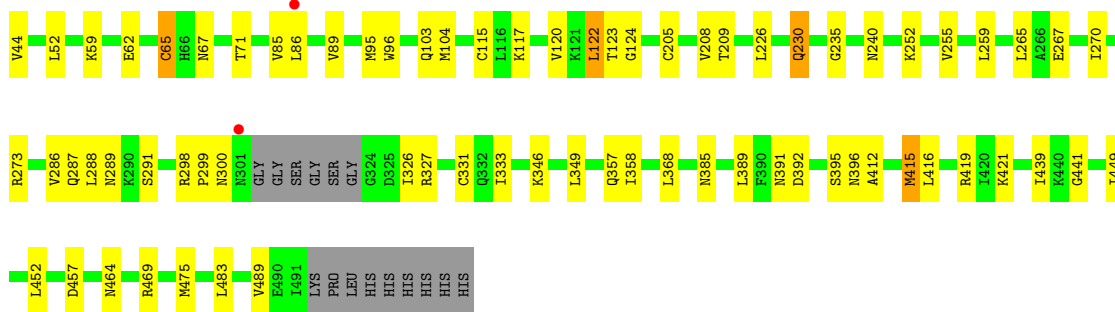 V44 L52 K59 E62 C65 H66 N67 T71 V85 L86 V89 M95 W96 Q103 M104 C115 L116 K117 V120 K121 L122 T123 G124 C205 V208 T209 L226 Q230 G235 N240 K252 V255 L259 L265 A266 E267 I270
R273 V286 Q287 L288 N289 K290 S291 R298 P299 N300 N301 GLY GLY SER GLY SER GLY G324 D325 I326 R327 C331 Q332 I333 K346 L349 Q357 I358 L368 N385 L389 F390 N391 D392 S395 N396 A412 M415 L416 R419 I420 K421 I439 K440 G441 I449
L452 D457 N464 R469 M475 L483 V489 E490 I491 LYS PRO LEU HIS HIS HIS HIS HIS HIS